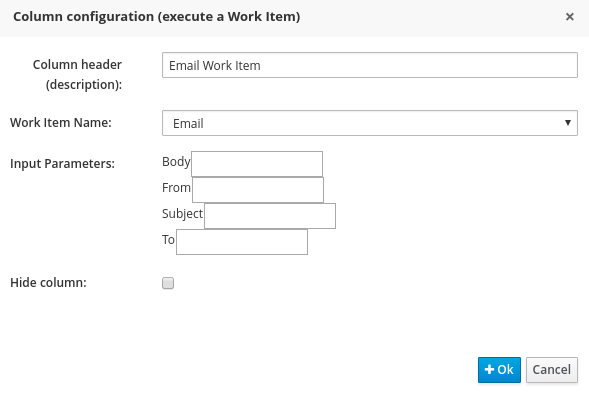 Column configuration (execute a Work Item) ×
Column header
(description):
Email Work Item
Work Item Name:
Email
Input Parameters:
Body
From
Subject
To
Hide column:
Ok
Cancel